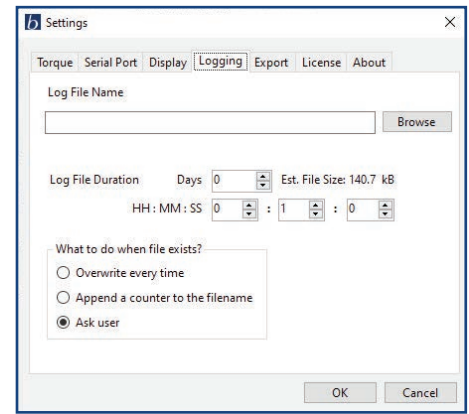 b Settings
Torque Serial Port Display Logging Export License About
Log File Name
Browse
Log File Duration Days 0 Est. File Size: 140.7 kB
HH : MM : SS 0 : 1 : 0
What to do when file exists?
Overwrite every time
Append a counter to the filename
Ask user
OK Cancel